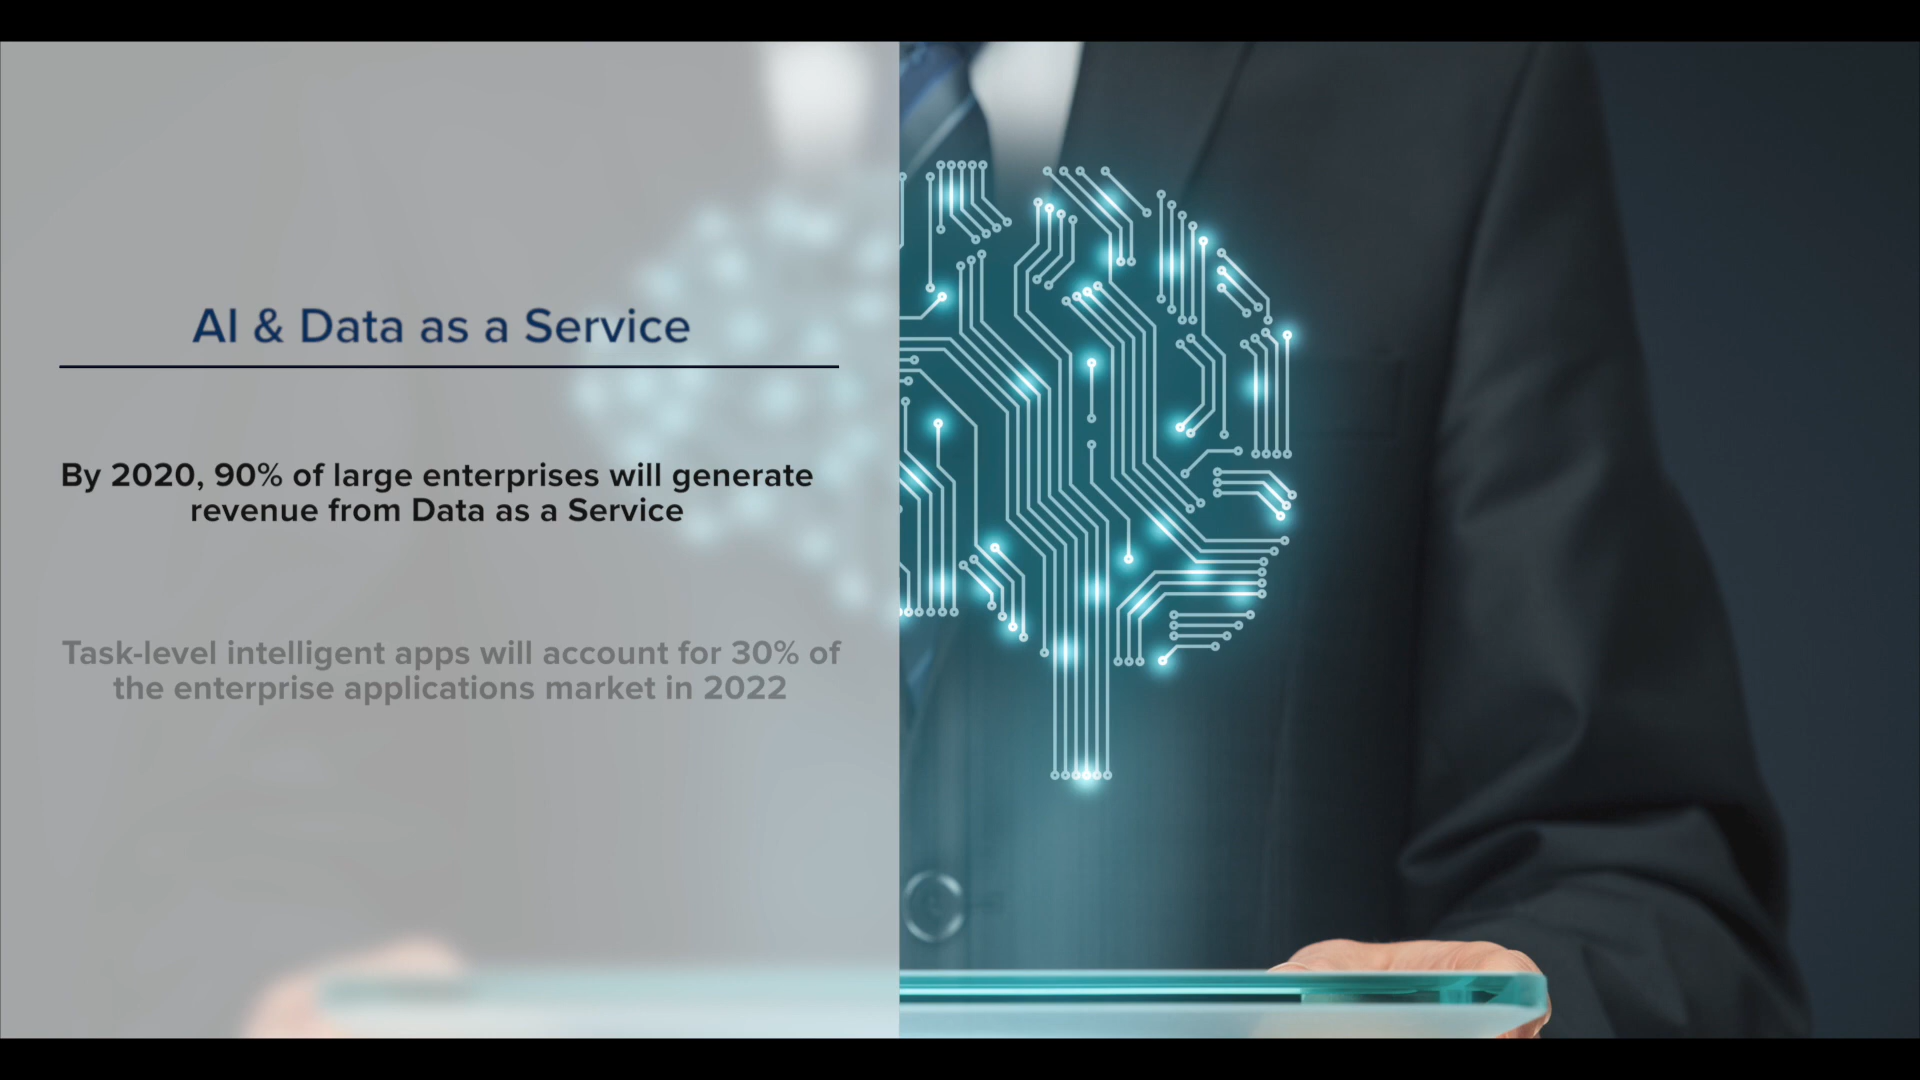 AI & Data as a Service
By 2020, 90% of large enterprises will generate
revenue from Data as a Service
Task-level intelligent apps will account for 30% of
the enterprise applications market in 2022